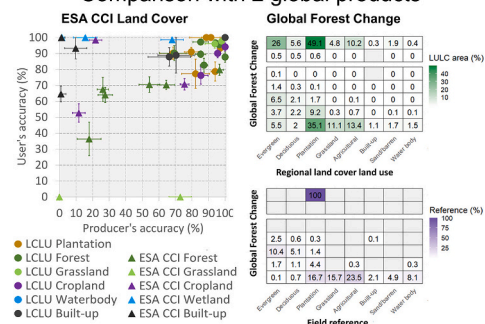 Comparison with 2 global products
ESA CCI Land Cover
User's accuracy (%)
100
90
80
70
60
50
40
30
20
10
0
0 10 20 30 40 50 60 70 80 90 100
Producer's accuracy (%)
LCLU Plantation
LCLU Forest
ESA CCI Forest
LCLU Grassland
ESA CCI Grassland
LCLU Cropland
ESA CCI Cropland
LCLU Waterbody
ESA CCI Wetland
LCLU Built-up
ESA CCI Built-up
Global Forest Change
Global Forest Change
26 5.6 49.1 4.8 10.2 0.3 1.9 0.4
0.5 0.5 0.6 0 0 0
0.1 0 0 0 0
1.4 0.3 0.1 0 0
6.5 2.1 1.7 0 0.1 0
3.7 2.2 9.2 0.3 0.7 0 0.1 0.1
5.5 2 35.1 11.1 13.4 1.1 1.7 1.5
Evergreen
Deciduous
Plantation
Grassland
Agricultural
Built-up
Sand/barren
Water body
Regional land cover land use
LULC area (%)
40
30
20
10
Global Forest Change
100
2.5 0.6 0.3 0.1
10.4 5.1 1.4
1.7 1.1 4.4 0.3 0.3
0.1 0.7 16.7 15.7 23.5 2.1 4.9 8.1
Evergreen
Deciduous
Plantation
Grassland
Agricultural
Built-up
Sand/barren
Water body
Field reference
Reference (%)
100
75
50
25